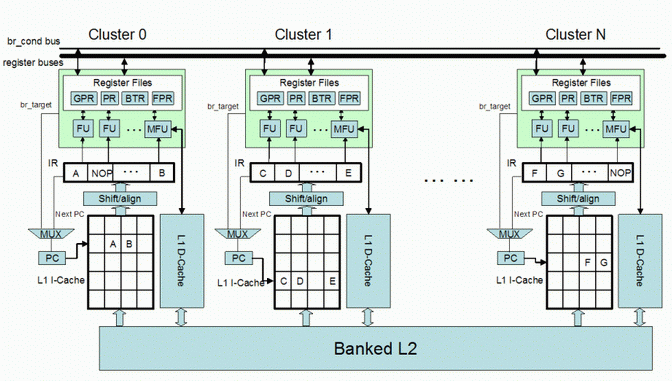 Cluster 0 Cluster 1 Cluster N
br_cond bus
register buses
Register Files Register Files Register Files
GPR PR BTR FPR GPR PR BTR FPR GPR PR BTR FPR
br_target br_target br_target
FU FU ... MFU FU FU ... MFU FU FU ... MFU
IR IR IR
A NOP ... B C D ... E F G ... NOP
... ...
Shift/align Shift/align Shift/align
Next PC Next PC Next PC
MUX MUX MUX
A B
PC PC PC
L1 D-Cache L1 D-Cache L1 D-Cache
F G
L1 I-Cache L1 I-Cache L1 I-Cache
C D E
Banked L2